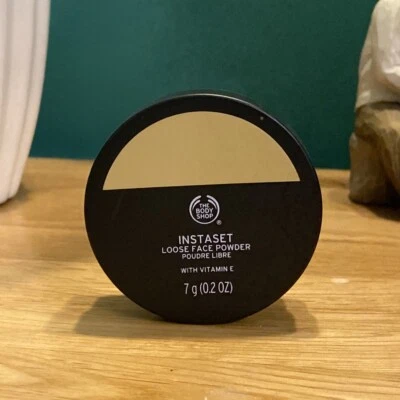 THE
BODY
SHOP
®
INSTASET
LOOSE FACE POWDER
POUDRE LIBRE
WITH VITAMIN E
7 g (0.2 OZ)